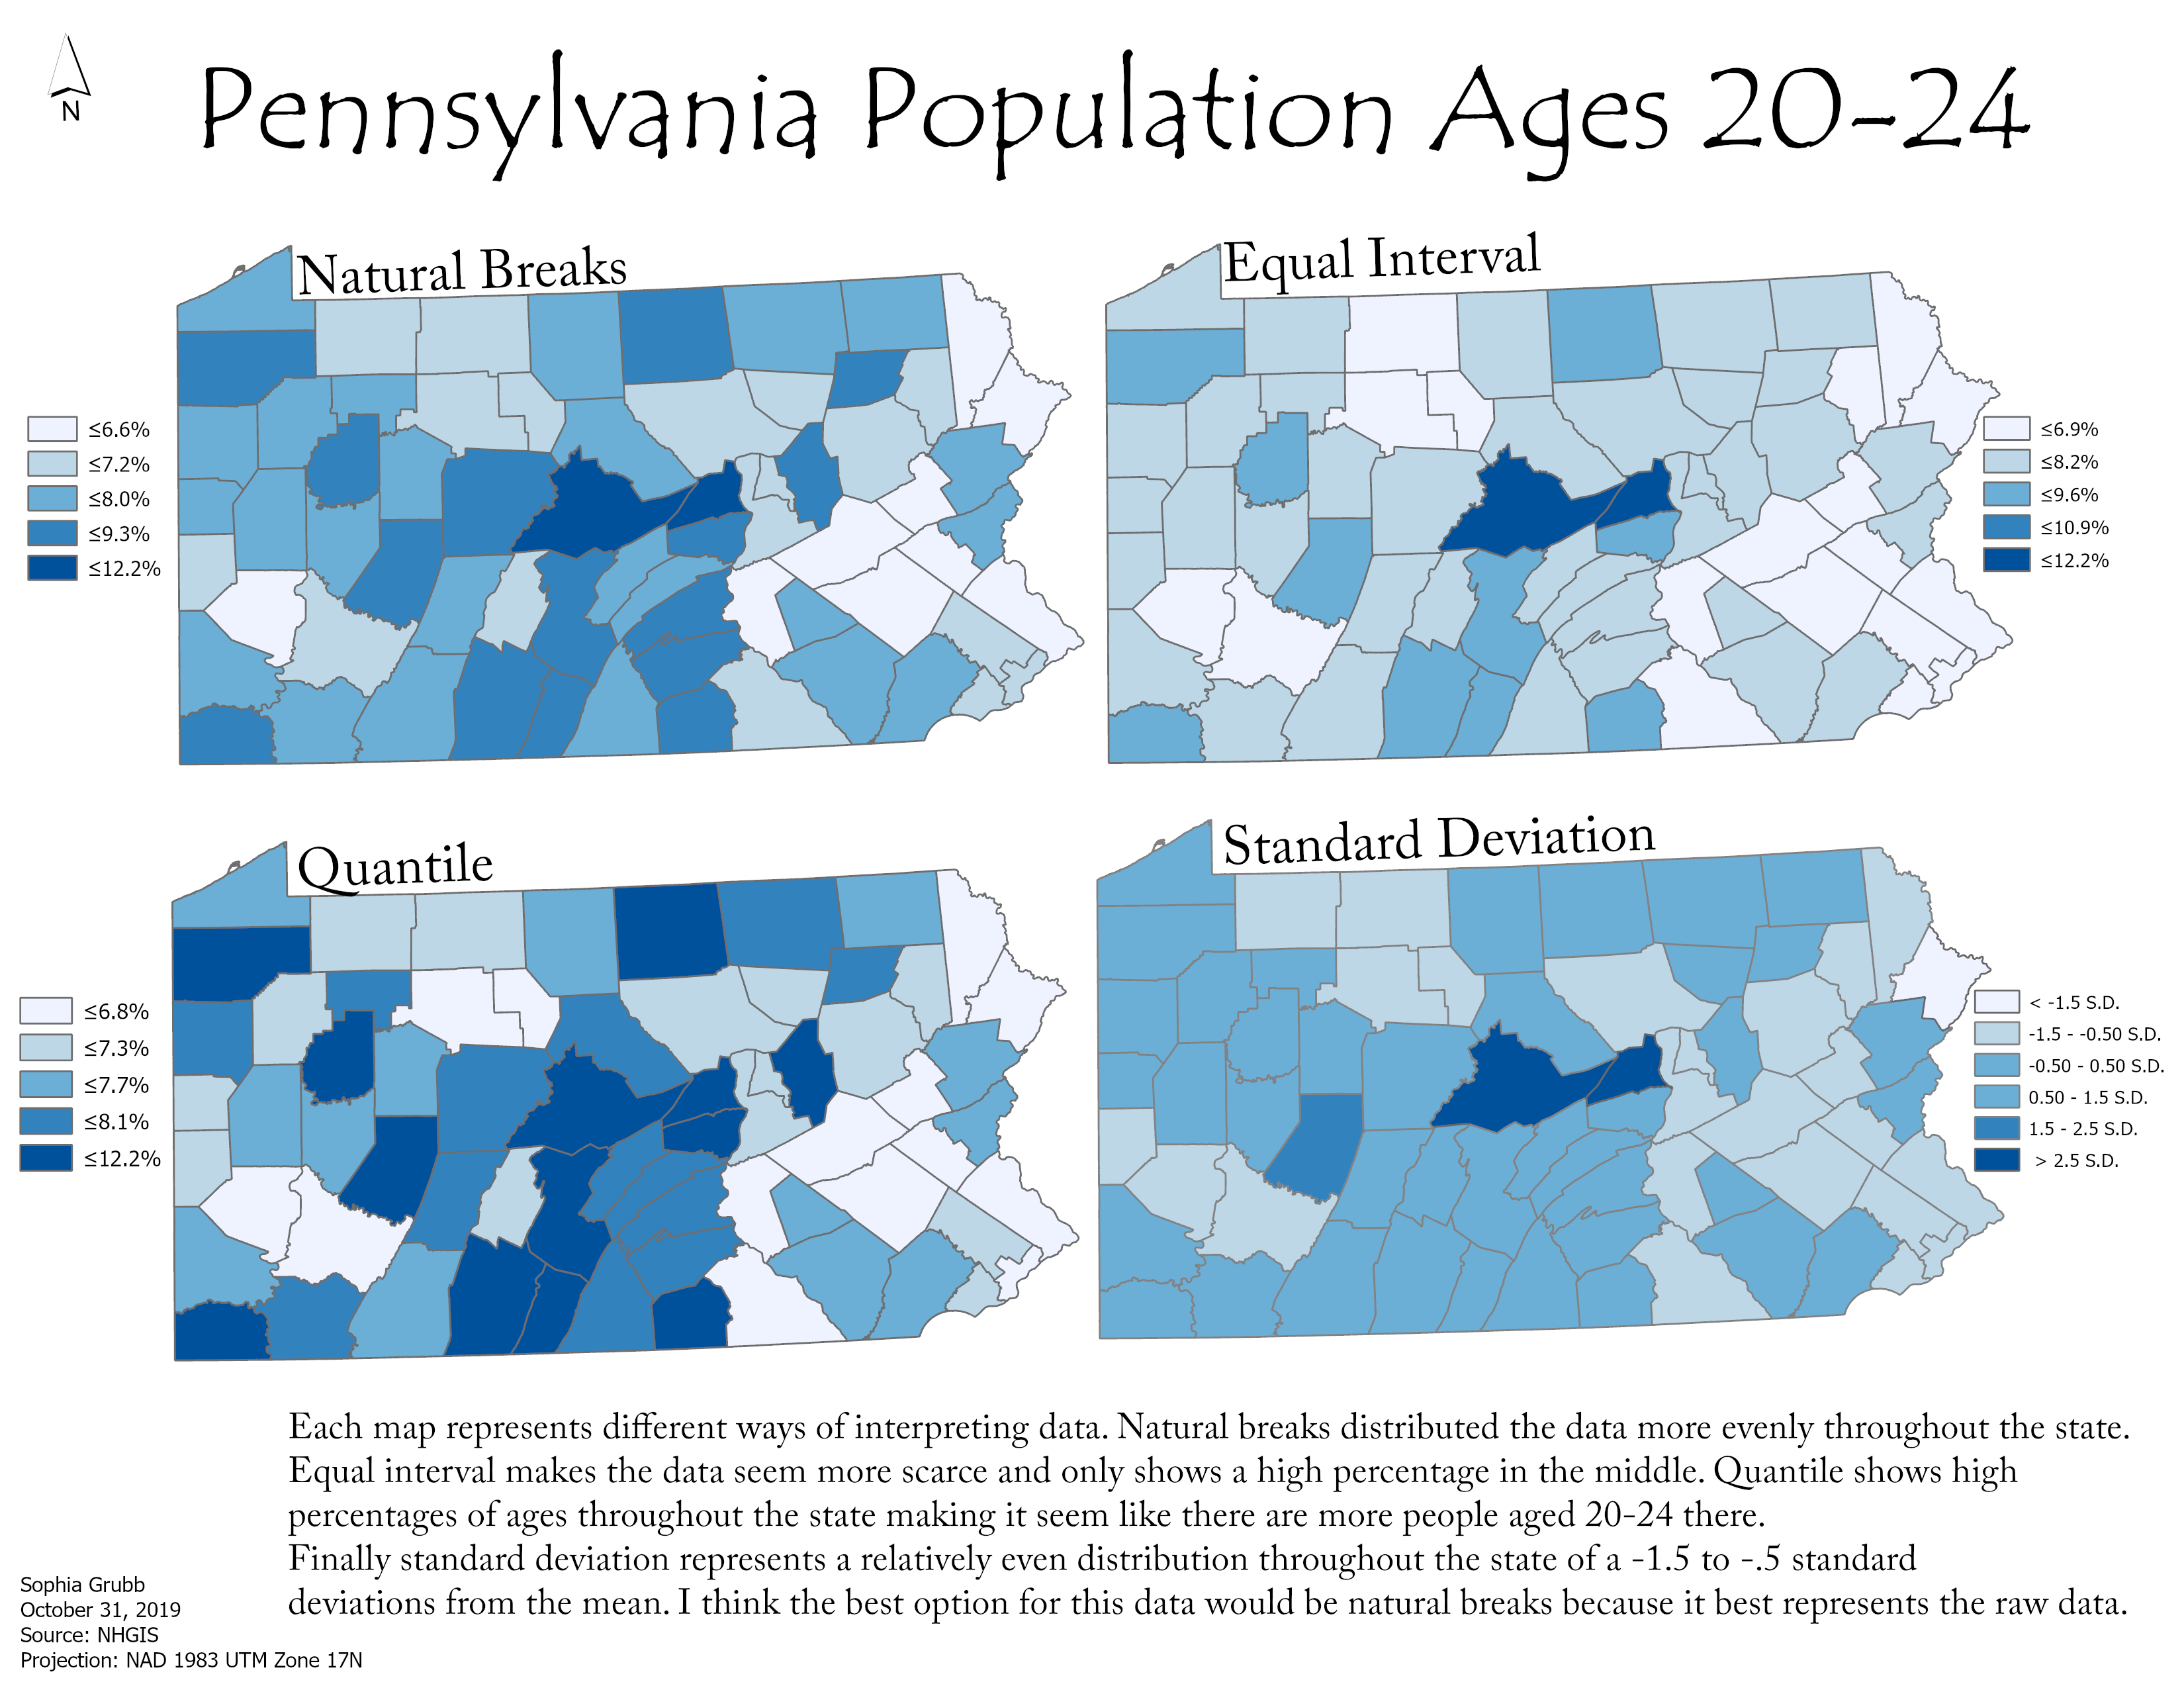 N
Pennsylvania Population Ages 20-24
Natural Breaks
≤6.6%
≤7.2%
≤8.0%
≤9.3%
≤12.2%
Equal Interval
≤6.9%
≤8.2%
≤9.6%
≤10.9%
≤12.2%
Quantile
≤6.8%
≤7.3%
≤7.7%
≤8.1%
≤12.2%
Standard Deviation
< -1.5 S.D.
-1.5 - -0.50 S.D.
-0.50 - 0.50 S.D.
0.50 - 1.5 S.D.
1.5 - 2.5 S.D.
> 2.5 S.D.
Each map represents different ways of interpreting data. Natural breaks distributed the data more evenly throughout the state.
Equal interval makes the data seem more scarce and only shows a high percentage in the middle. Quantile shows high
percentages of ages throughout the state making it seem like there are more people aged 20-24 there.
Finally standard deviation represents a relatively even distribution throughout the state of a -1.5 to -.5 standard
deviations from the mean. I think the best option for this data would be natural breaks because it best represents the raw data.
Sophia Grubb
October 31, 2019
Source: NHGIS
Projection: NAD 1983 UTM Zone 17N